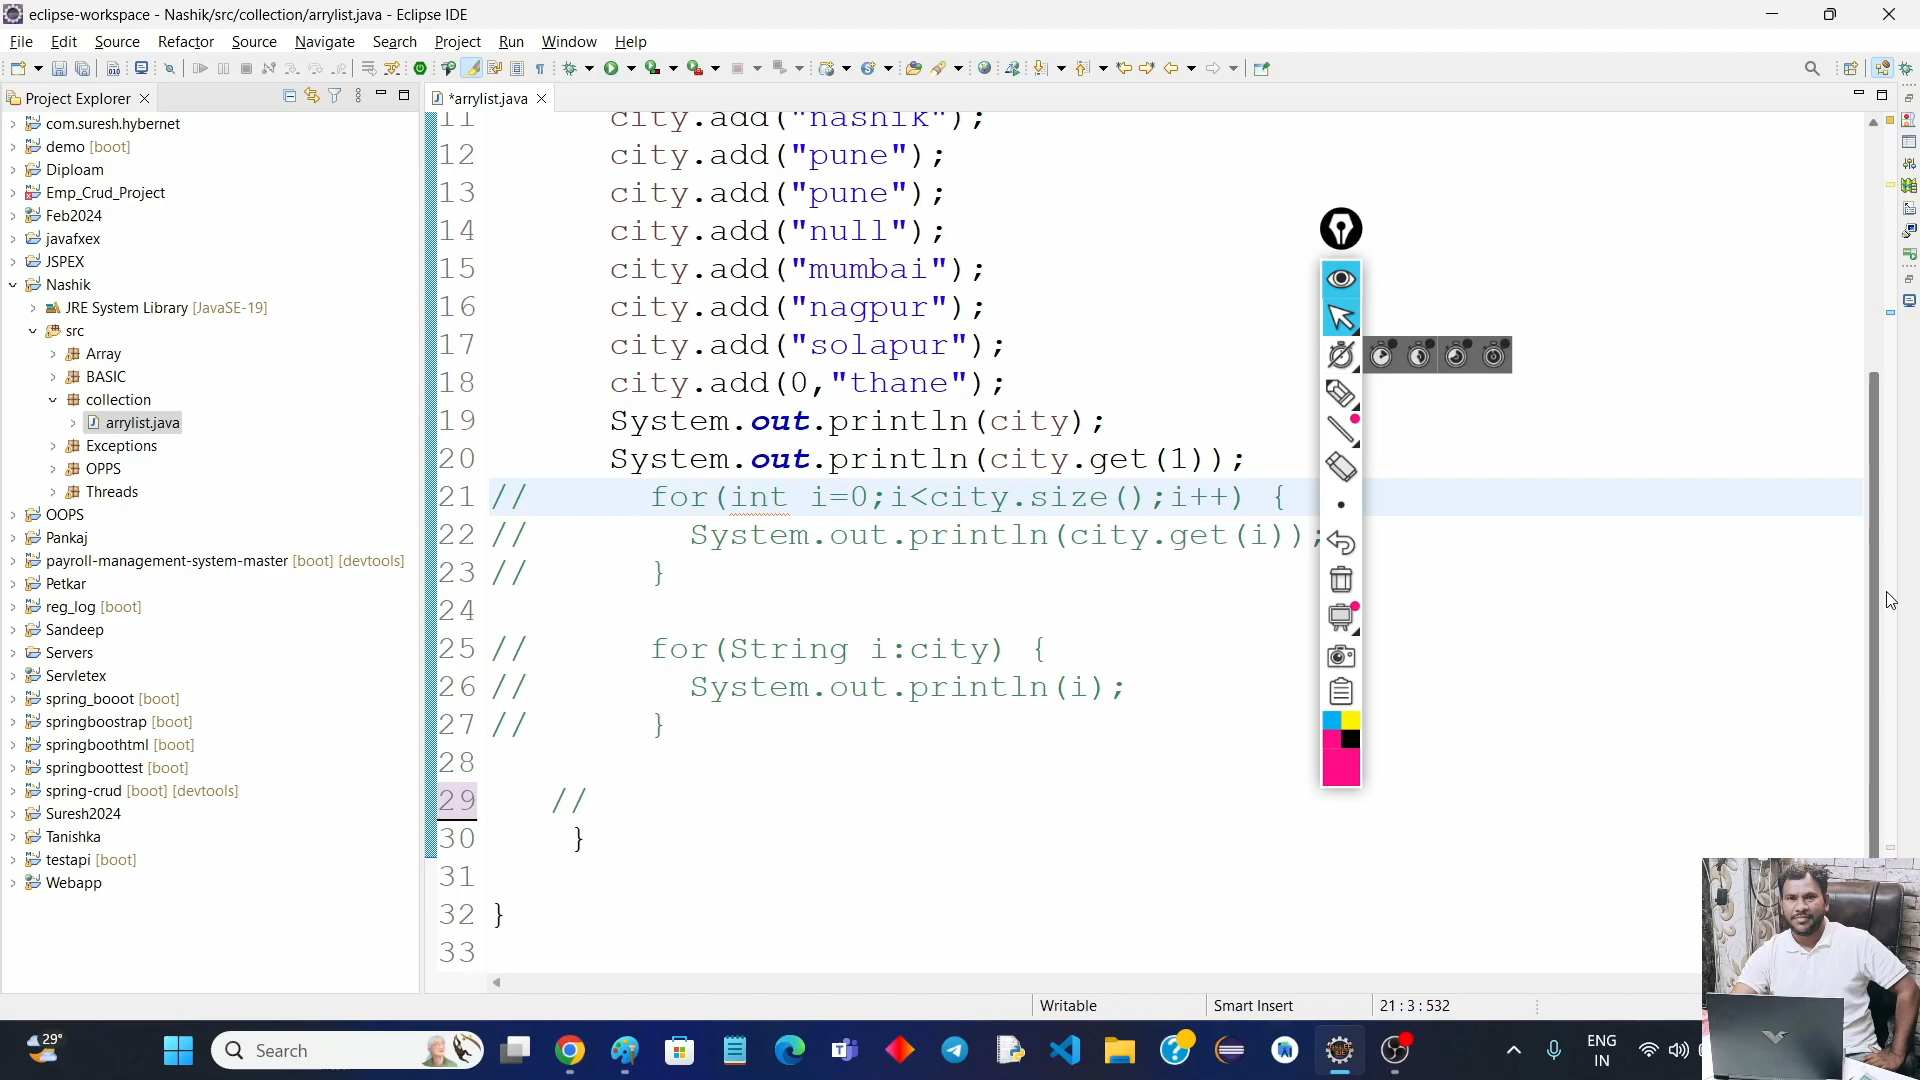 eclipse-workspace - Nashik/src/collection/arrylist.java - Eclipse IDE
File Edit Source Refactor Source Navigate Search Project Run Window Help
Project Explorer
*arrylist.java
com.suresh.hybernet
demo [boot]
Diploam
Emp_Crud_Project
Feb2024
javafxex
JSPEX
Nashik
JRE System Library [JavaSE-19]
src
Array
BASIC
collection
arrylist.java
Exceptions
OPPS
Threads
OOPS
Pankaj
payroll-management-system-master [boot] [devtools]
Petkar
reg_log [boot]
Sandeep
Servers
Servletex
spring_booot [boot]
springboostrap [boot]
springboothtml [boot]
springboottest [boot]
spring-crud [boot] [devtools]
Suresh2024
Tanishka
testapi [boot]
Webapp
11 city.add("nashik");
12 city.add("pune");
13 city.add("pune");
14 city.add("null");
15 city.add("mumbai");
16 city.add("nagpur");
17 city.add("solapur");
18 city.add(0,"thane");
19 System.out.println(city);
20 System.out.println(city.get(1));
21 // for(int i=0;i<city.size();i++) {
22 // System.out.println(city.get(i));
23 // }
24
25 // for(String i:city) {
26 // System.out.println(i);
27 // }
28
29 //
30 }
31
32 }
33
Writable Smart Insert 21 : 3 : 532
29°
Search
ENG
IN